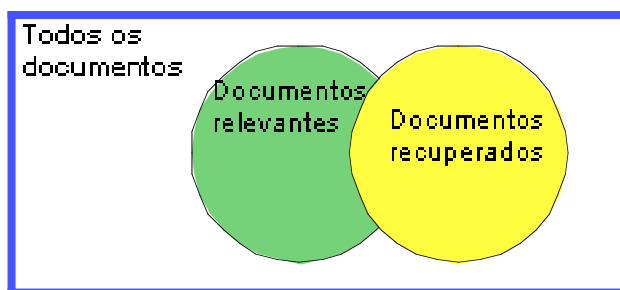 Todos os
documentos
Documentos
relevantes
Documentos
recuperados